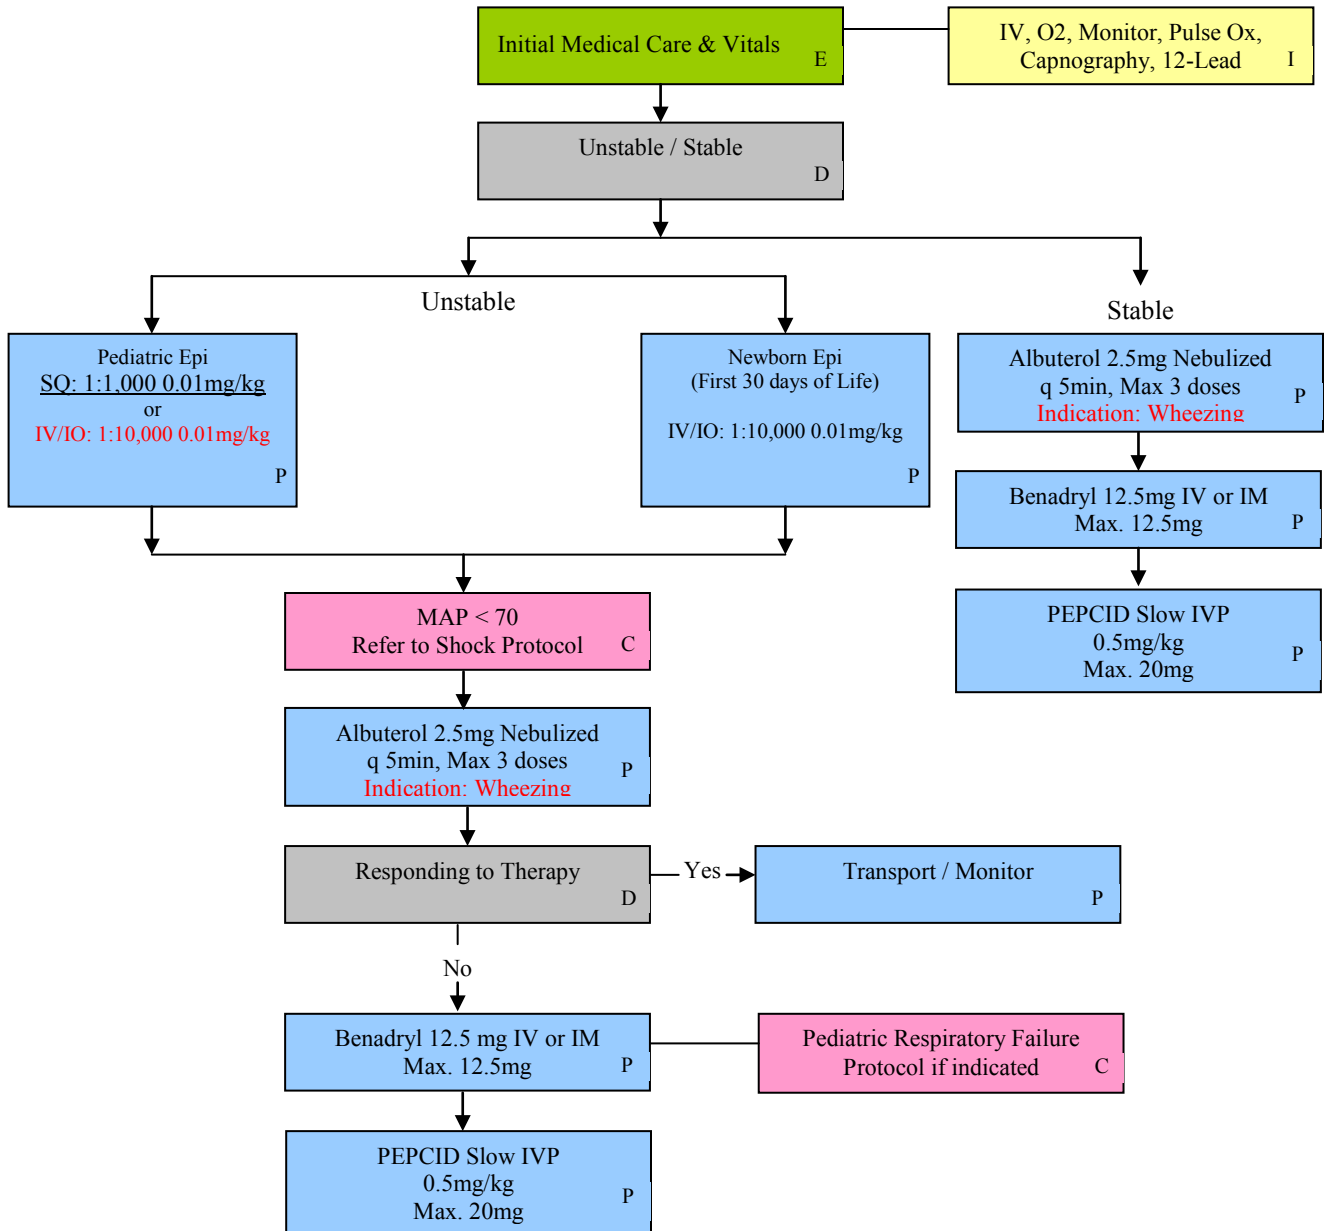 Initial Medical Care & Vitals
E
IV, O2, Monitor, Pulse Ox,
Capnography, 12-Lead
I
Unstable / Stable
D
Unstable
Stable
Pediatric Epi
SQ: 1:1,000 0.01mg/kg
or
IV/IO: 1:10,000 0.01mg/kg
P
Newborn Epi
(First 30 days of Life)
IV/IO: 1:10,000 0.01mg/kg
P
Albuterol 2.5mg Nebulized
q 5min, Max 3 doses
Indication: Wheezing
P
Benadryl 12.5mg IV or IM
Max. 12.5mg
P
PEPCID Slow IVP
0.5mg/kg
Max. 20mg
P
MAP < 70
Refer to Shock Protocol
C
Albuterol 2.5mg Nebulized
q 5min, Max 3 doses
Indication: Wheezing
P
Responding to Therapy
D
Yes
Transport / Monitor
P
No
Benadryl 12.5 mg IV or IM
Max. 12.5mg
P
Pediatric Respiratory Failure
Protocol if indicated
C
PEPCID Slow IVP
0.5mg/kg
Max. 20mg
P